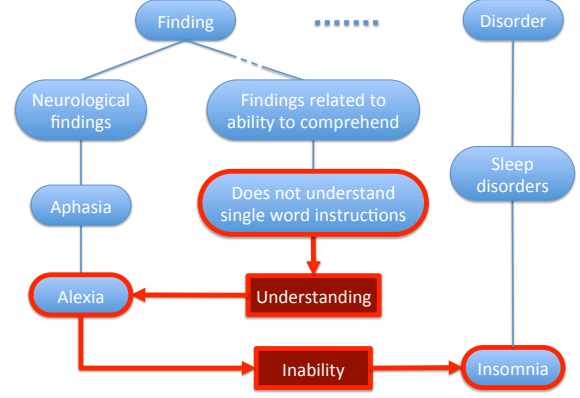 Finding
Disorder
Neurological
findings
Findings related to
ability to comprehend
Sleep
disorders
Does not understand
single word instructions
Aphasia
Alexia
Understanding
Inability
Insomnia